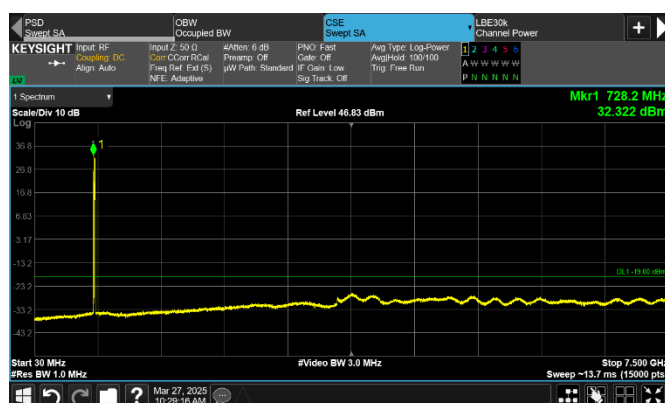 PSD OBW CSE LBE30k
Swept SA Occupied BW Swept SA Channel Power
KEYSIGHT Input: RF Input Z: 50 Ω #Atten: 6 dB PNO: Fast Avg Type: Log-Power 1 2 3 4 5 6
Coupling: DC Corr CCorr RCal Preamp: Off Gate: Off Avg|Hold: 100/100 A W W W W W
Align: Auto Freq Ref: Ext (S) µW Path: Standard IF Gain: Low Trig: Free Run
NFE: Adaptive Sig Track: Off P N N N N N
LXI
1 Spectrum Mkr1 728.2 MHz
Scale/Div 10 dB Ref Level 46.83 dBm 32.322 dBm
Log
1
36.8
26.8
16.8
6.83
-3.17
-13.2
DL1 -19.00 dBm
-23.2
-33.2
-43.2
Start 30 MHz #Video BW 3.0 MHz Stop 7.500 GHz
#Res BW 1.0 MHz Sweep ~13.7 ms (15000 pts)
? Mar 27, 2025
10:29:16 AM